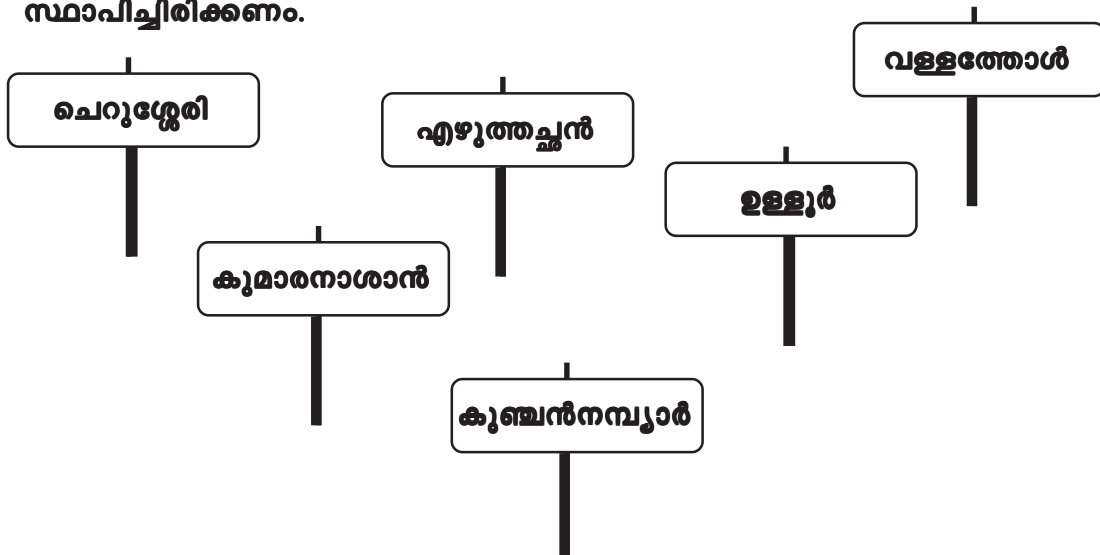 സ്ഥാപിച്ചിരിക്കണം.
വള്ളത്തോൾ
ചെറുശ്ശേരി
എഴുത്തച്ഛൻ
ഉള്ളൂർ
കുമാരനാശാൻ
കുഞ്ചൻനമ്പ്യാർ